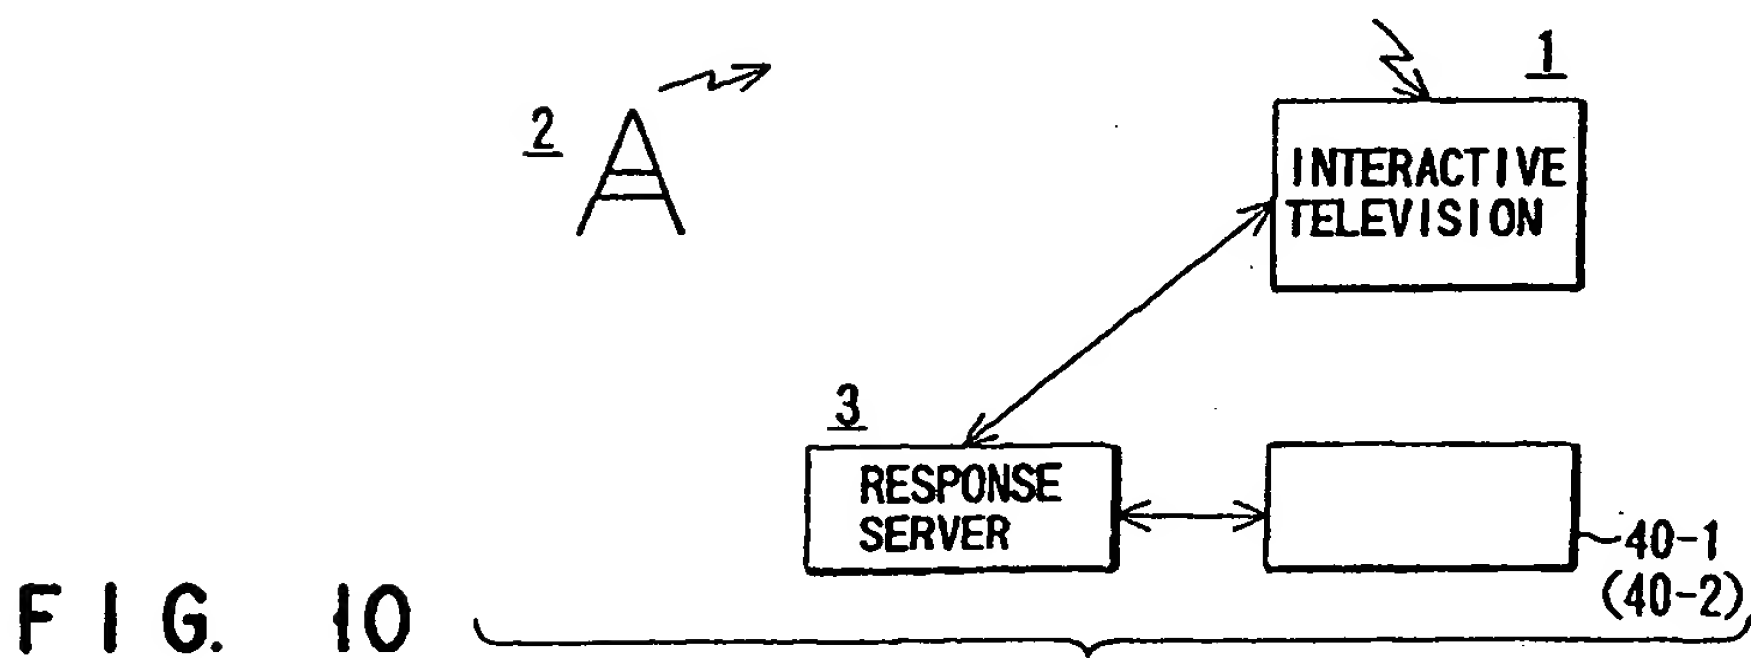 1
2
INTERACTIVE
TELEVISION
3
RESPONSE
SERVER
40-1
(40-2)
FIG. 10